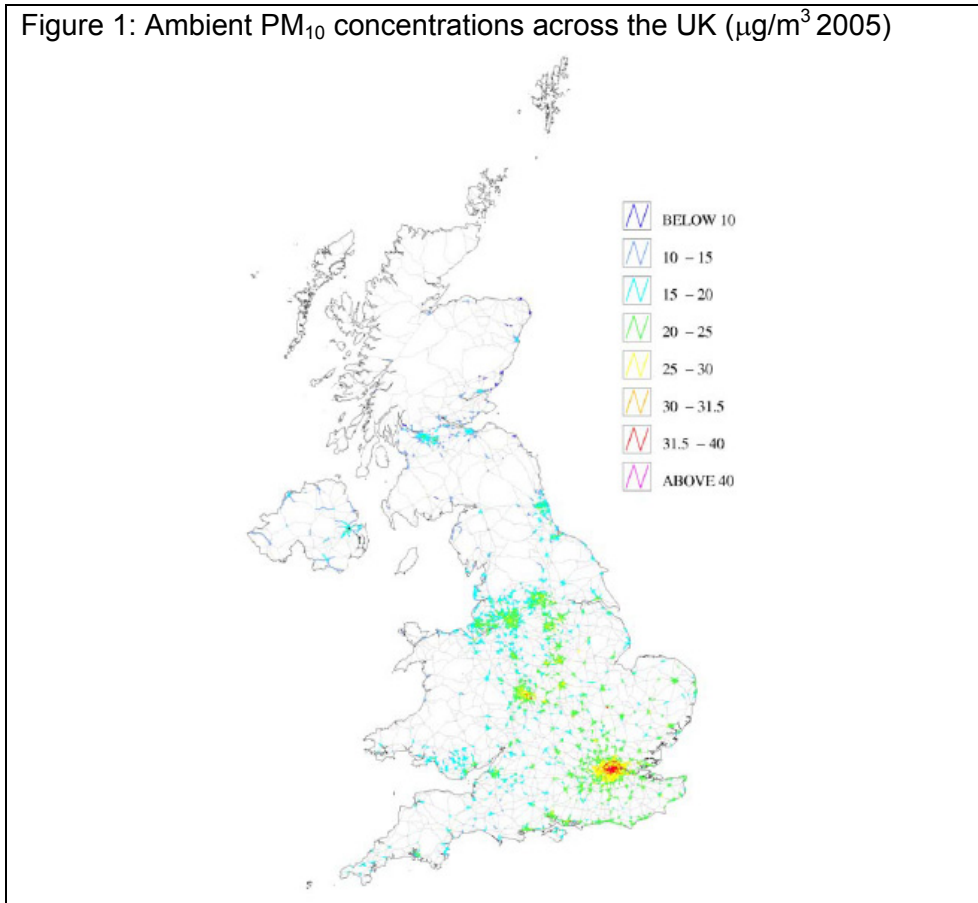 Figure 1: Ambient PM₁₀ concentrations across the UK (μg/m³ 2005)
BELOW 10
10 – 15
15 – 20
20 – 25
25 – 30
30 – 31.5
31.5 – 40
ABOVE 40